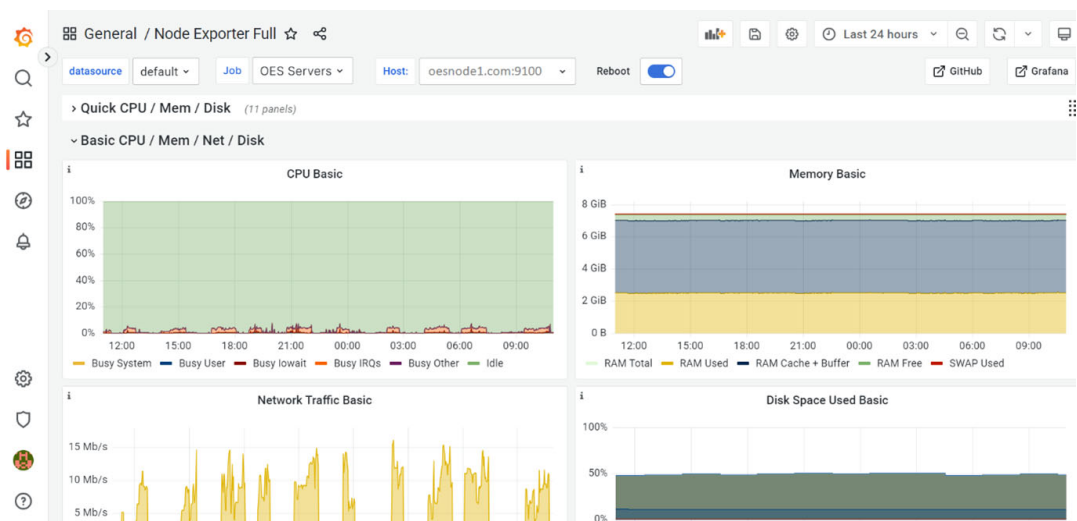 General / Node Exporter Full
Last 24 hours
datasource default Job OES Servers Host: oesnode1.com:9100 Reboot GitHub Grafana
Quick CPU / Mem / Disk (11 panels)
Basic CPU / Mem / Net / Disk
CPU Basic
100%
80%
60%
40%
20%
0%
12:00 15:00 18:00 21:00 00:00 03:00 06:00 09:00
Busy System Busy User Busy Iowait Busy IRQs Busy Other Idle
Memory Basic
8 GiB
6 GiB
4 GiB
2 GiB
0 B
12:00 15:00 18:00 21:00 00:00 03:00 06:00 09:00
RAM Total RAM Used RAM Cache + Buffer RAM Free SWAP Used
Network Traffic Basic
15 Mb/s
10 Mb/s
5 Mb/s
Disk Space Used Basic
100%
50%
0%